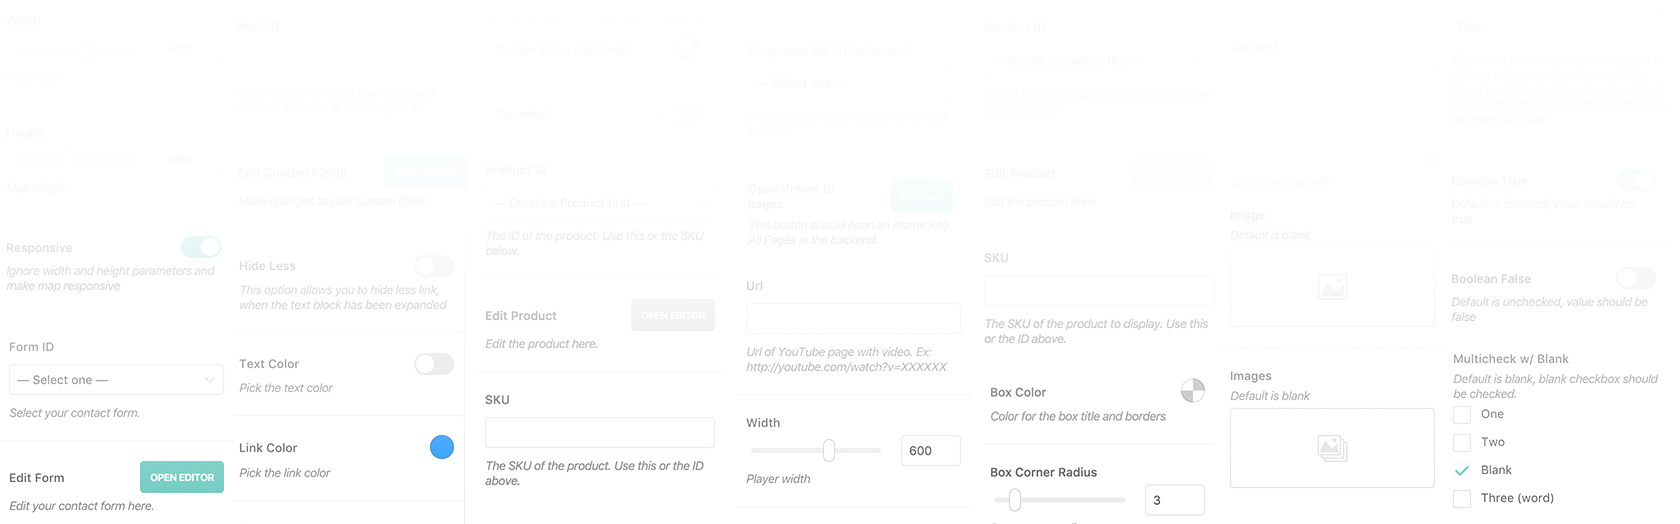 Width
600
Map width
Height
400
Map height
Responsive
Ignore width and height parameters and
make map responsive
Form ID
— Select one —
Select your contact form.
Edit Form
OPEN EDITOR
Edit your contact form here.
Post ID
Edit Custom Fields
OPEN EDITOR
Make changes to your custom fields.
Hide Less
This option allows you to hide less link,
when the text block has been expanded
Text Color
Pick the text color
Link Color
Pick the link color
Border Color (Optional)
Rounded
Product ID
— Create a Product first —
The ID of the product. Use this or the SKU
below.
Edit Product
OPEN EDITOR
Edit the product here.
SKU
The SKU of the product. Use this or the ID
above.
— Select one —
Open iframe to
pages
This button should open an iframe into
All Pages in the backend.
Url
Url of YouTube page with video. Ex:
http://youtube.com/watch?v=XXXXXX
Width
600
Player width
Product ID
— Create a Product first —
Edit Product
Edit the product here.
SKU
The SKU of the product to display. Use this
or the ID above.
Box Color
Color for the box title and borders
Box Corner Radius
3
Content
Image
Default is blank
Images
Default is blank
Five
Boolean True
Default is checked, value should be
true
Boolean False
Default is unchecked, value should be
false
Multicheck w/ Blank
Default is blank, blank checkbox should
be checked.
One
Two
Blank
Three (word)